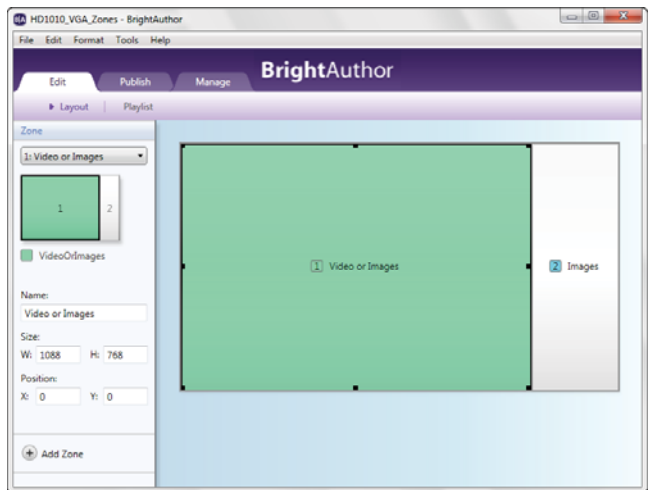 HD1010_VGA_Zones - BrightAuthor
File Edit Format Tools Help
BrightAuthor
Edit Publish Manage
Layout Playlist
Zone
1: Video or Images
1 2
VideoOrImages
1 Video or Images
2 Images
Name:
Video or Images
Size:
W: 1088 H: 768
Position:
X: 0 Y: 0
Add Zone